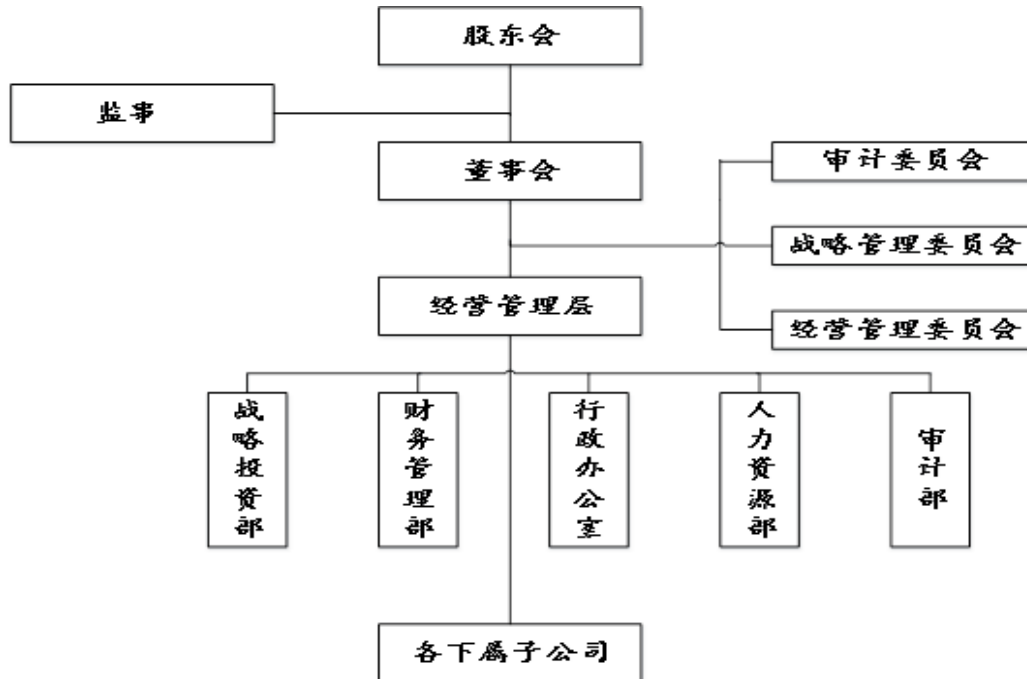 股东会
监事
董事会
审计委员会
战略管理委员会
经营管理层
经营管理委员会
战略投资部
财务管理部
行政办公室
人力资源部
审计部
各下属子公司